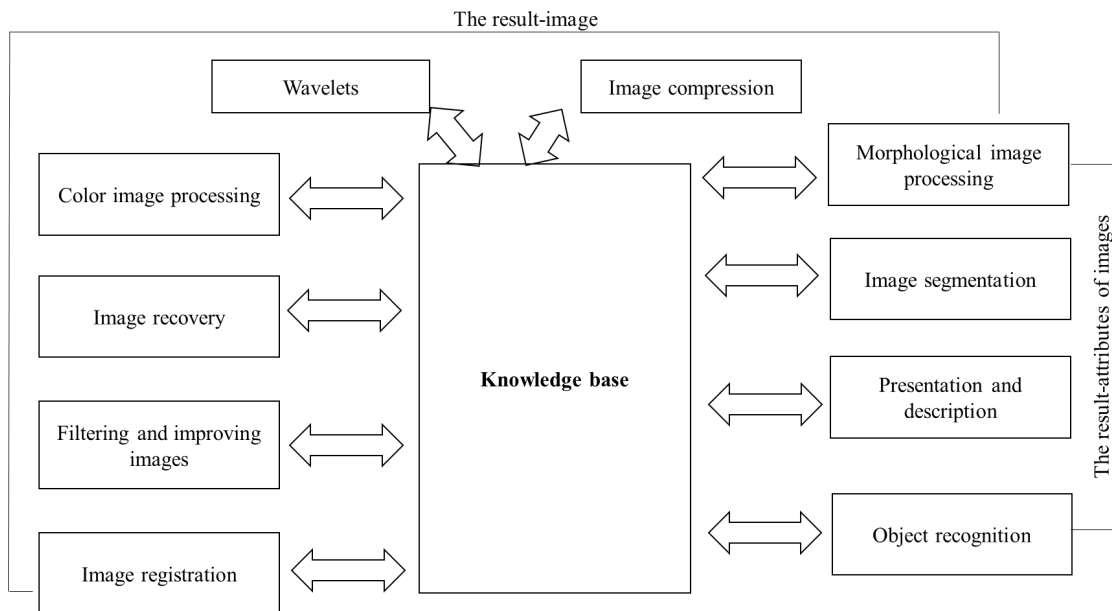 The result-image
Wavelets
Image compression
Color image processing
Morphological image
processing
Image recovery
Image segmentation
Knowledge base
Filtering and improving
images
Presentation and
description
Image registration
Object recognition
The result-attributes of images